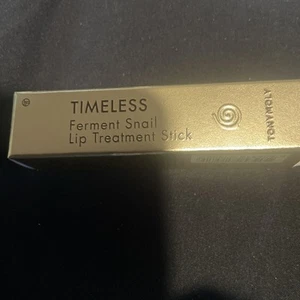 TIMELESS
Ferment Snail
Lip Treatment Stick
TONYMOLY